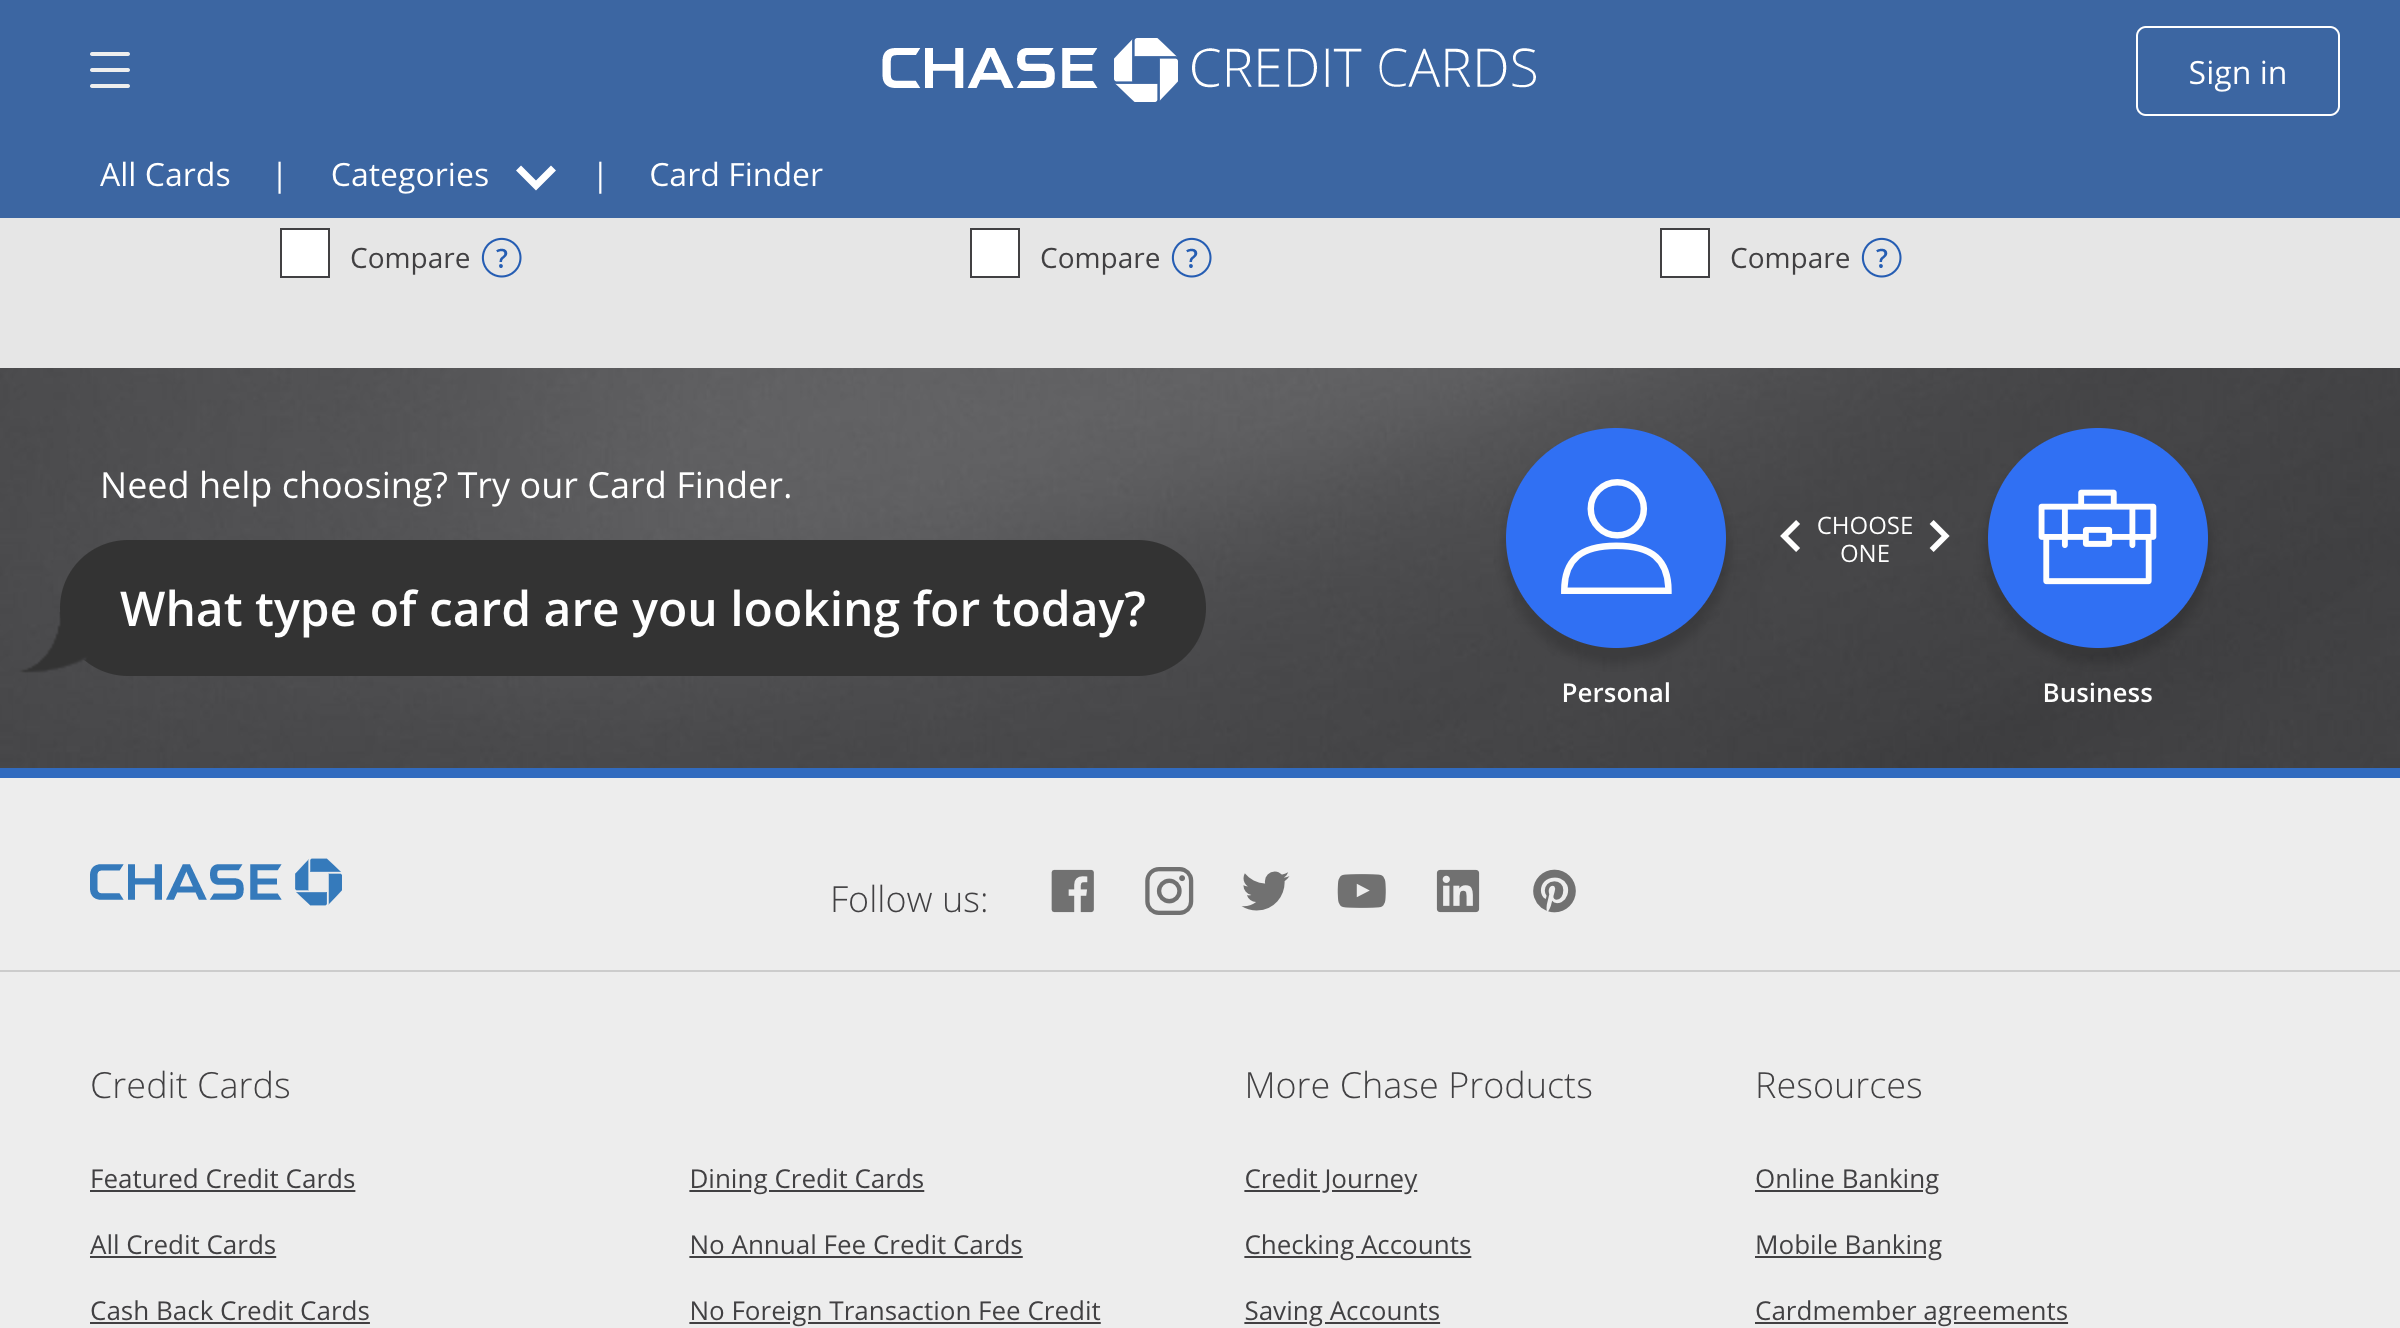 CHASE CREDIT CARDS
Sign in
All Cards | Categories | Card Finder
Compare ? Compare ? Compare ?
Need help choosing? Try our Card Finder.
What type of card are you looking for today?
CHOOSE
ONE
Personal
Business
CHASE
Follow us:
Credit Cards
Featured Credit Cards
All Credit Cards
Cash Back Credit Cards
Dining Credit Cards
No Annual Fee Credit Cards
No Foreign Transaction Fee Credit
More Chase Products
Credit Journey
Checking Accounts
Saving Accounts
Resources
Online Banking
Mobile Banking
Cardmember agreements